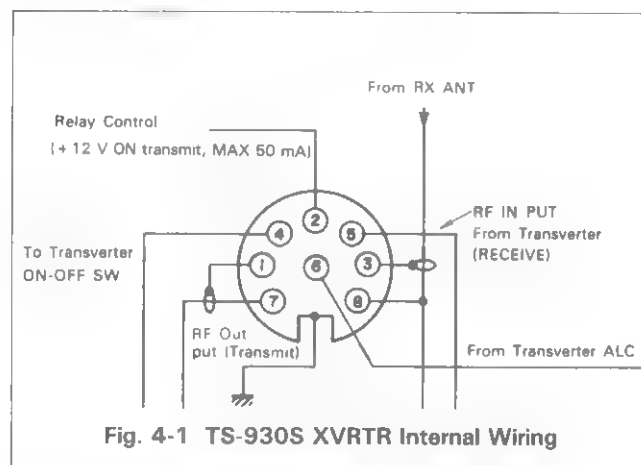 From RX ANT
Relay Control
(+ 12 V ON transmit, MAX 50 mA)
RF IN PUT
From Transverter
(RECEIVE)
To Transverter
ON-OFF SW
2
4
5
1
6
3
7
8
RF Out
put (Transmit)
From Transverter ALC
Fig. 4-1 TS-930S XVRTR Internal Wiring